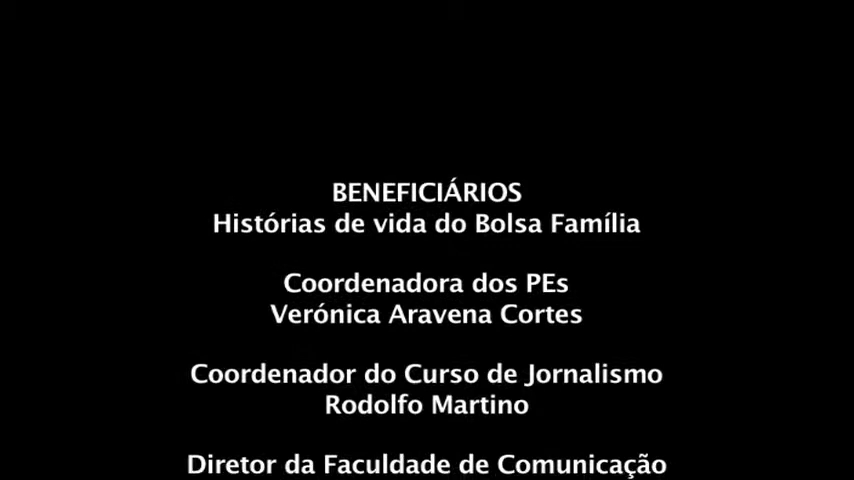 BENEFICIÁRIOS
Histórias de vida do Bolsa Família
Coordenadora dos PEs
Verónica Aravena Cortes
Coordenador do Curso de Jornalismo
Rodolfo Martino
Diretor da Faculdade de Comunicação